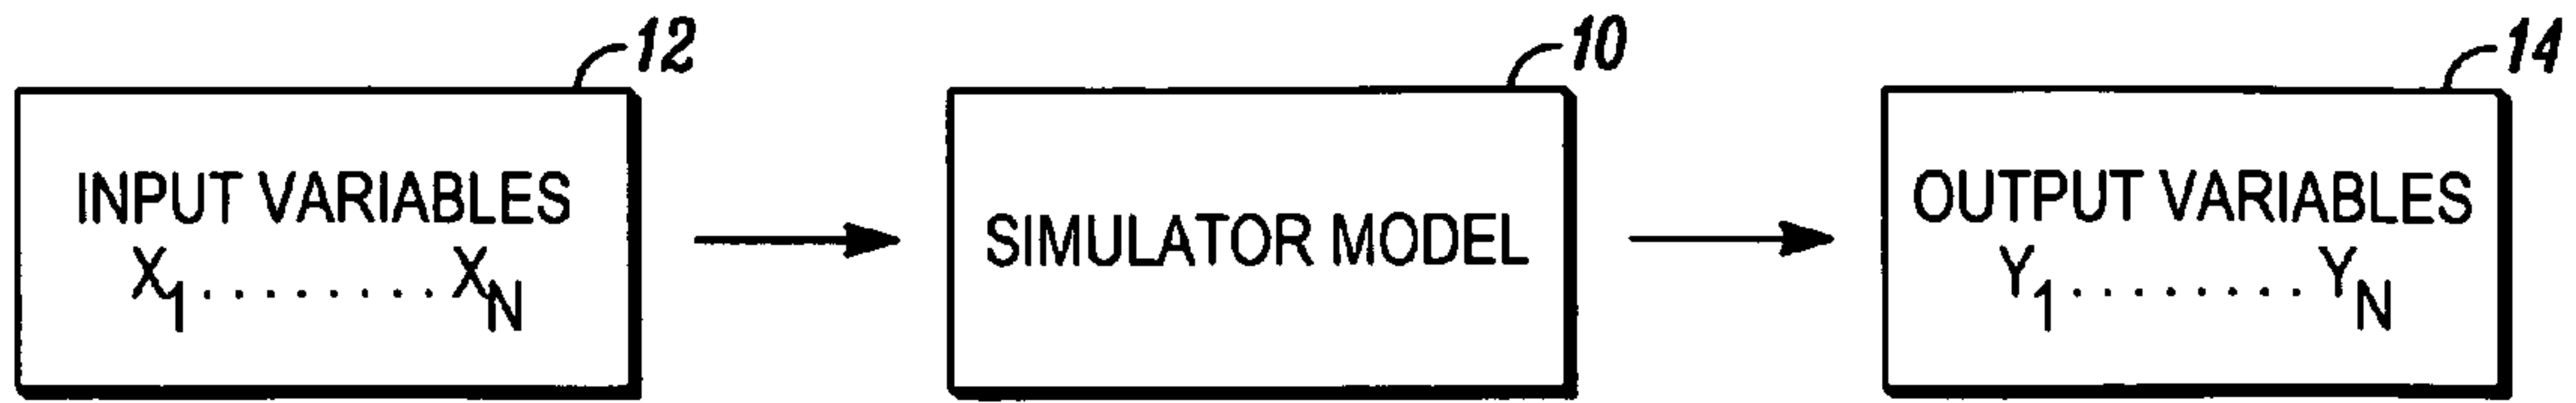 12
INPUT VARIABLES
X1........XN
10
SIMULATOR MODEL
14
OUTPUT VARIABLES
Y1........YN